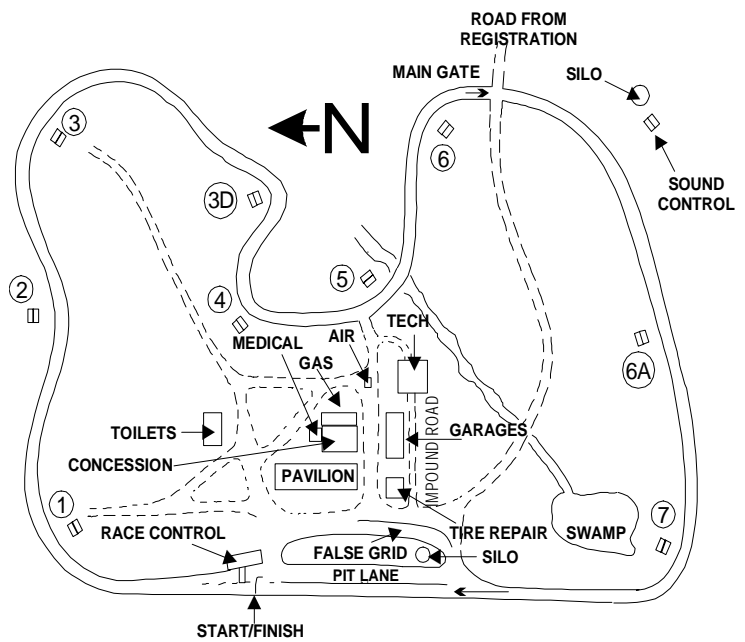 ROAD FROM
REGISTRATION
MAIN GATE
SILO
3
N
6
SOUND
CONTROL
3D
5
2
4
TECH
AIR
MEDICAL
GAS
6A
TOILETS
GARAGES
CONCESSION
IMPOUND ROAD
PAVILION
1
RACE CONTROL
TIRE REPAIR
SWAMP
7
FALSE GRID
SILO
PIT LANE
START/FINISH